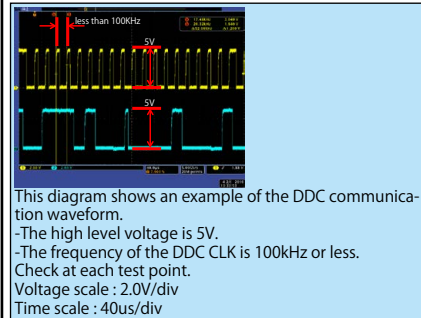 less than 100KHz
5V
5V
This diagram shows an example of the DDC communica-
tion waveform.
-The high level voltage is 5V.
-The frequency of the DDC CLK is 100kHz or less.
Check at each test point.
Voltage scale : 2.0V/div
Time scale : 40us/div